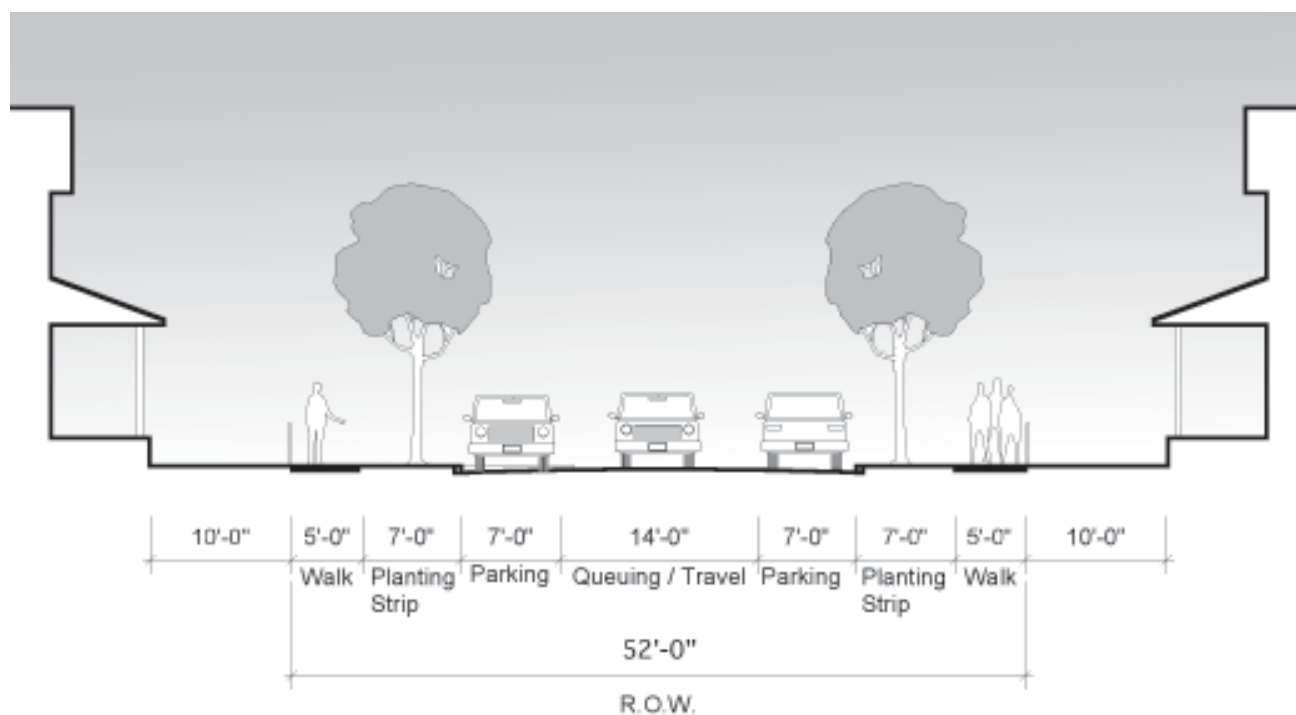 10'-0" 5'-0" 7'-0" 7'-0" 14'-0" 7'-0" 7'-0" 5'-0" 10'-0"
Walk Planting Parking Queuing / Travel Parking Planting Walk
Strip Strip
52'-0"
R.O.W.